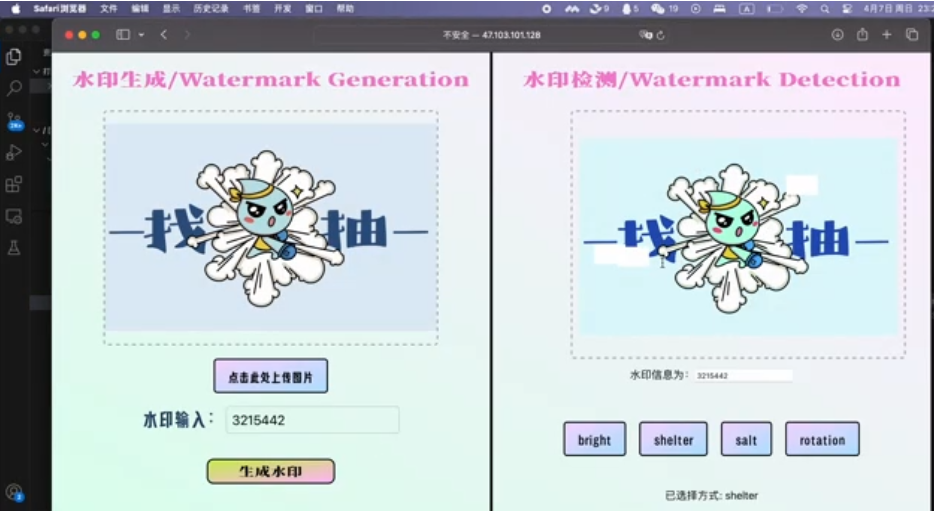 Safari浏览器 文件 编辑 显示 历史记录 书签 开发 窗口 帮助
9 5 19 A 4月7日 周日
不安全 — 47.103.101.128
水印生成/Watermark Generation
一找 抽一
点击此处上传图片
水印输入： 3215442
生成水印
水印检测/Watermark Detection
一找 抽一
水印信息为： 3215442
bright shelter salt rotation
已选择方式: shelter